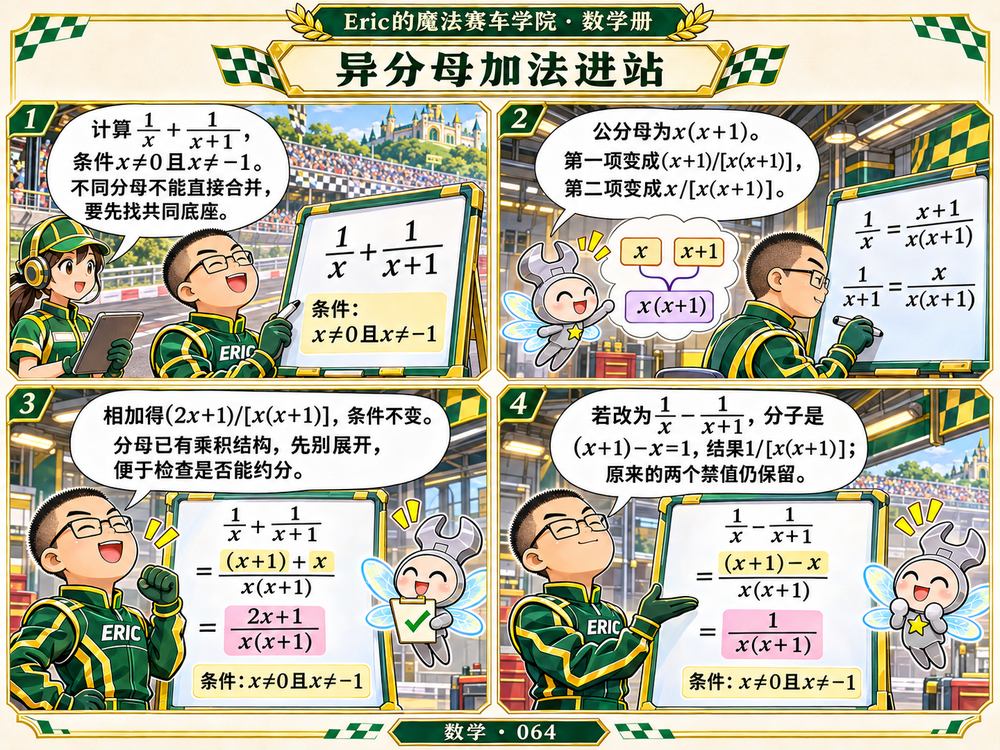 Eric的魔法赛车学院·数学册
异分母加法进站
1
计算 1/x + 1/(x+1)，
条件x≠0且x≠−1。
不同分母不能直接合并，
要先找共同底座。
1/x + 1/(x+1)
条件：
x≠0且x≠−1
ERIC
2
公分母为x(x+1)。
第一项变成(x+1)/[x(x+1)]，
第二项变成x/[x(x+1)]。
x
x+1
x(x+1)
1/x = (x+1)/(x(x+1))
1/(x+1) = x/(x(x+1))
3
相加得(2x+1)/[x(x+1)]，条件不变。
分母已有乘积结构，先别展开，
便于检查是否能约分。
1/x + 1/(x+1)
= ((x+1)+x)/(x(x+1))
= (2x+1)/(x(x+1))
条件：x≠0且x≠−1
ERIC
4
若改为 1/x − 1/(x+1)，分子是
(x+1)−x=1，结果1/[x(x+1)]；
原来的两个禁值仍保留。
1/x − 1/(x+1)
= ((x+1)−x)/(x(x+1))
= 1/(x(x+1))
条件：x≠0且x≠−1
ERIC
数学·064